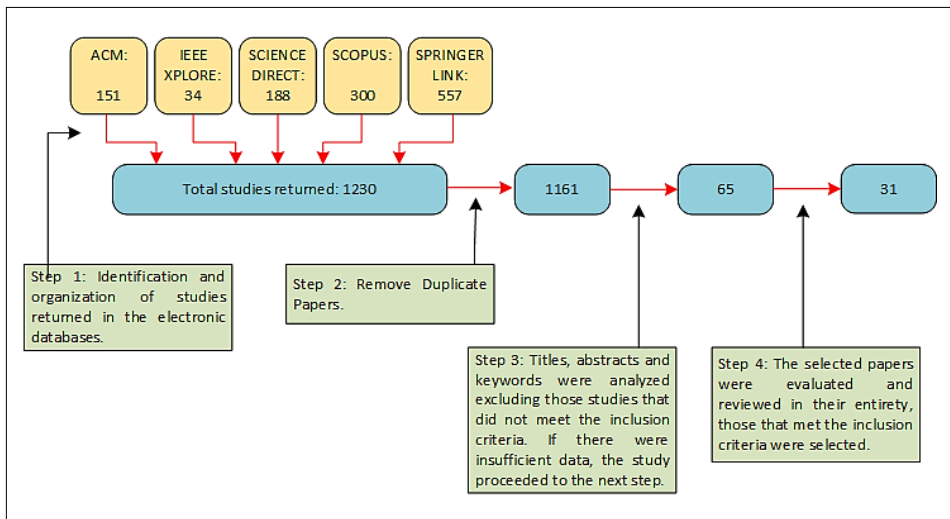 ACM:
151
IEEE
XPLORE:
34
SCIENCE
DIRECT:
188
SCOPUS:
300
SPRINGER
LINK:
557
Total studies returned: 1230
1161
65
31
Step 1: Identification and
organization of studies
returned in the electronic
databases.
Step 2: Remove Duplicate
Papers.
Step 3: Titles, abstracts and
keywords were analyzed
excluding those studies that
did not meet the inclusion
criteria. If there were
insufficient data, the study
proceeded to the next step.
Step 4: The selected papers
were evaluated and
reviewed in their entirety,
those that met the inclusion
criteria were selected.